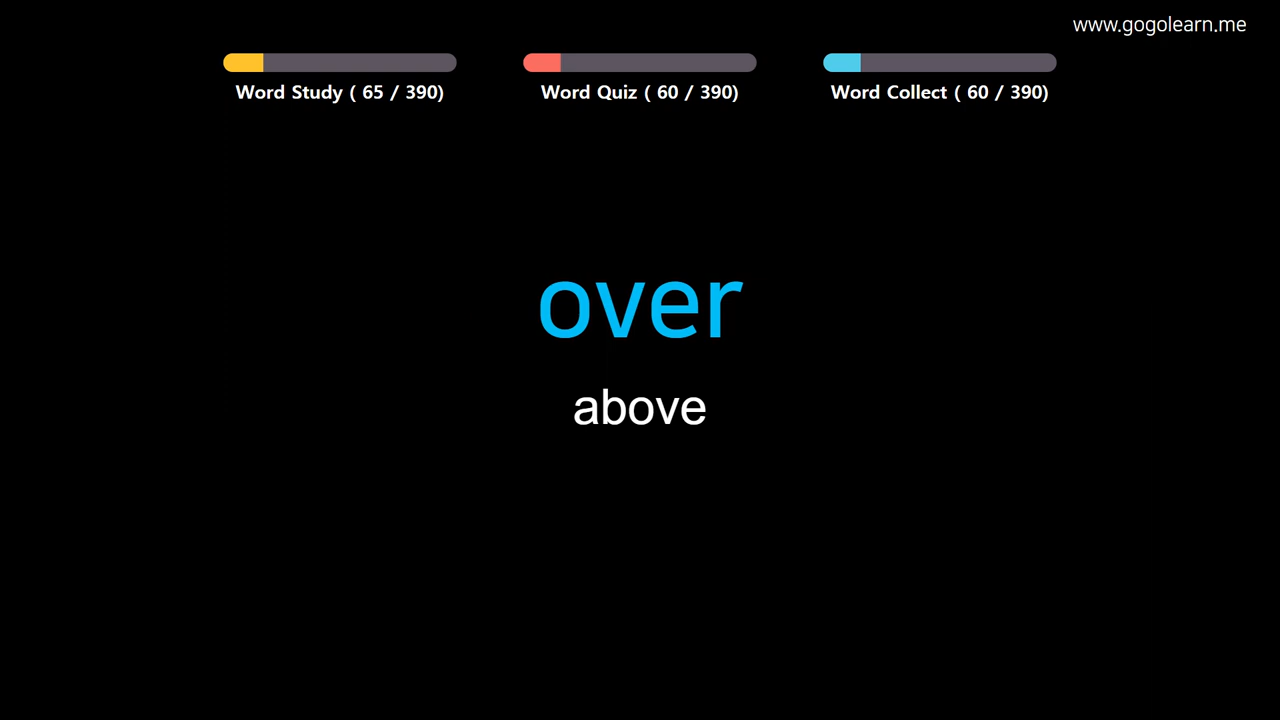 www.gogolearn.me
Word Study ( 65 / 390)
Word Quiz ( 60 / 390)
Word Collect ( 60 / 390)
over
above